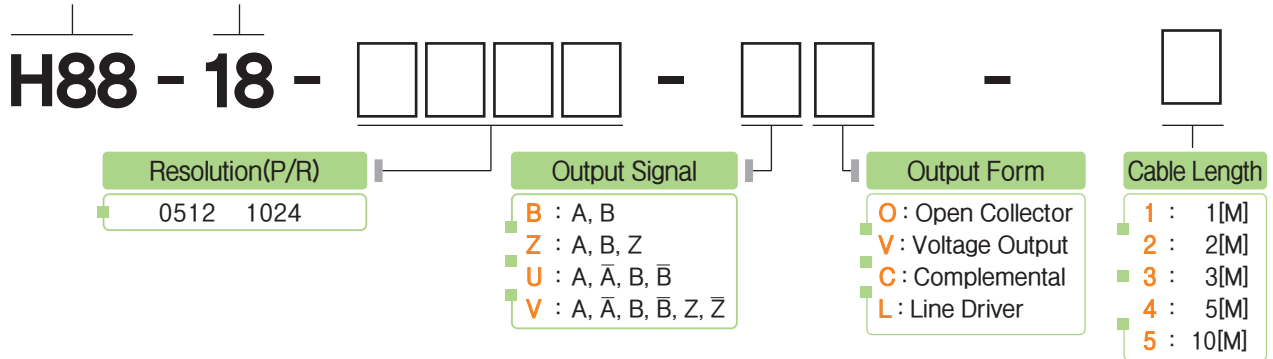 H88 - 18 - □□□□ - □□ - □
Resolution(P/R)
0512 1024
Output Signal
B : A, B
Z : A, B, Z
U : A, A̅, B, B̅
V : A, A̅, B, B̅, Z, Z̅
Output Form
O : Open Collector
V : Voltage Output
C : Complemental
L : Line Driver
Cable Length
1 : 1[M]
2 : 2[M]
3 : 3[M]
4 : 5[M]
5 : 10[M]